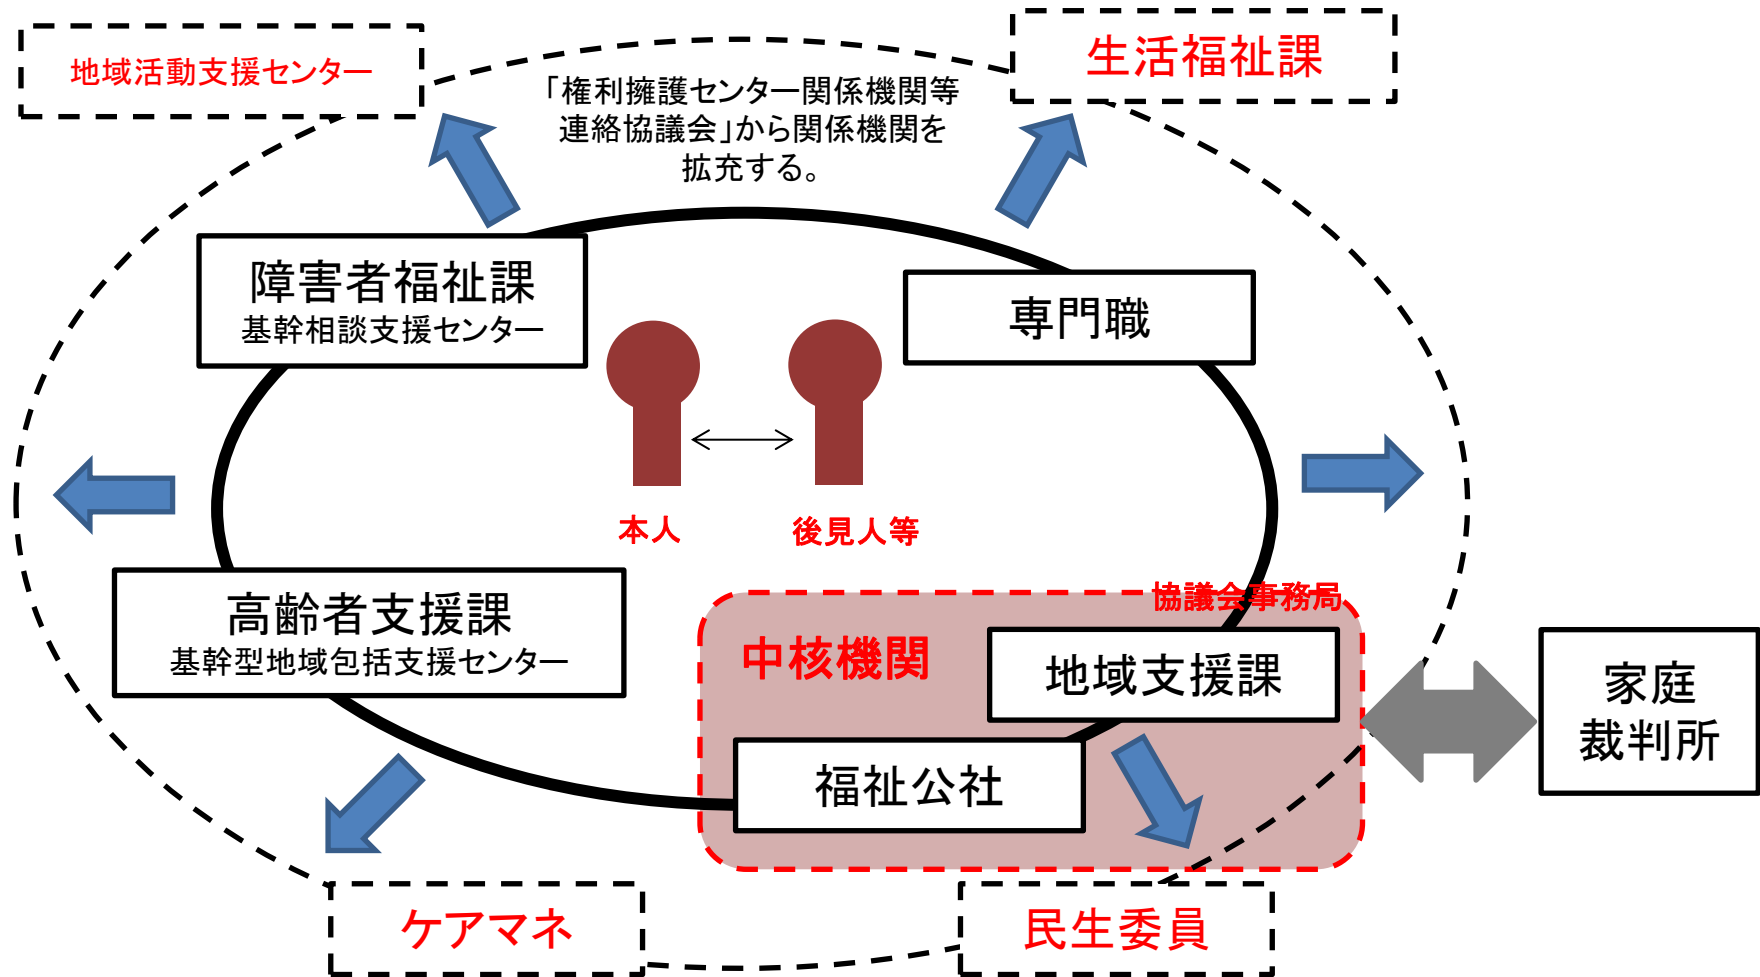 地域活動支援センター
生活福祉課
「権利擁護センター関係機関等
連絡協議会」から関係機関を
拡充する。
障害者福祉課
基幹相談支援センター
専門職
本人
後見人等
高齢者支援課
基幹型地域包括支援センター
協議会事務局
中核機関
地域支援課
福祉公社
家庭
裁判所
ケアマネ
民生委員